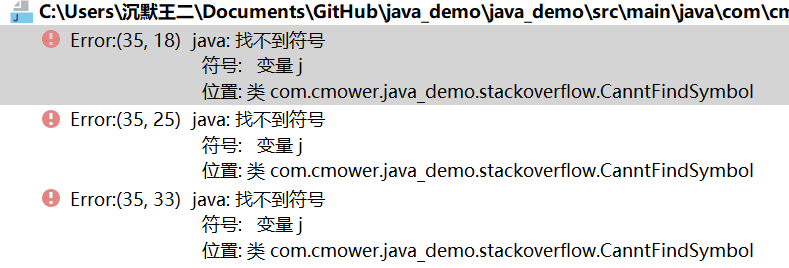 C:\Users\沉默王二\Documents\GitHub\java_demo\java_demo\src\main\java\com\cm
Error:(35, 18) java: 找不到符号
符号: 变量 j
位置: 类 com.cmower.java_demo.stackoverflow.CanntFindSymbol
Error:(35, 25) java: 找不到符号
符号: 变量 j
位置: 类 com.cmower.java_demo.stackoverflow.CanntFindSymbol
Error:(35, 33) java: 找不到符号
符号: 变量 j
位置: 类 com.cmower.java_demo.stackoverflow.CanntFindSymbol